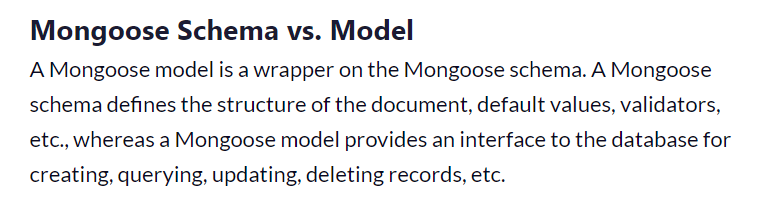 Mongoose Schema vs. Model
A Mongoose model is a wrapper on the Mongoose schema. A Mongoose
schema defines the structure of the document, default values, validators,
etc., whereas a Mongoose model provides an interface to the database for
creating, querying, updating, deleting records, etc.